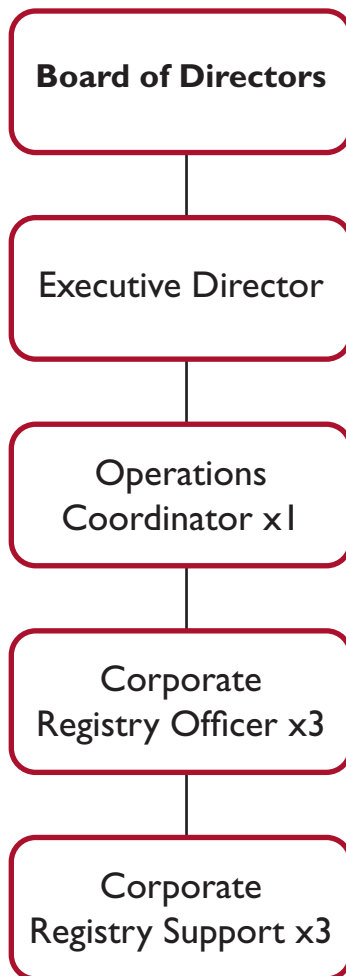 Board of Directors
Executive Director
Operations
Coordinator x1
Corporate
Registry Officer x3
Corporate
Registry Support x3